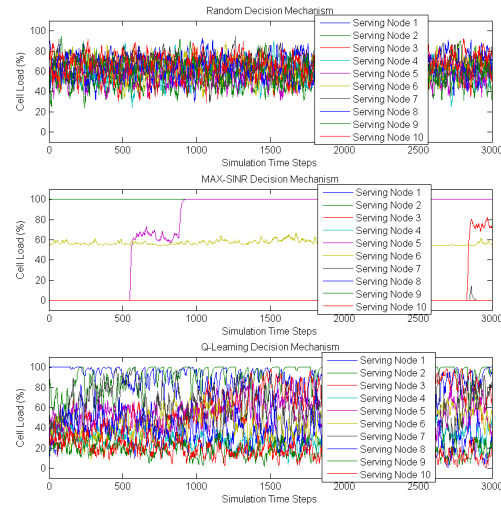 Random Decision Mechanism
Cell Load (%)
100
80
60
40
20
0
Serving Node 1
Serving Node 2
Serving Node 3
Serving Node 4
Serving Node 5
Serving Node 6
Serving Node 7
Serving Node 8
Serving Node 9
Serving Node 10
0 500 1000 1500 2000 2500 3000
Simulation Time Steps
MAX-SINR Decision Mechanism
Cell Load (%)
100
80
60
40
20
0
Serving Node 1
Serving Node 2
Serving Node 3
Serving Node 4
Serving Node 5
Serving Node 6
Serving Node 7
Serving Node 8
Serving Node 9
Serving Node 10
0 500 1000 1500 2000 2500 3000
Simulation Time Steps
Q-Learning Decision Mechanism
Cell Load (%)
100
80
60
40
20
0
Serving Node 1
Serving Node 2
Serving Node 3
Serving Node 4
Serving Node 5
Serving Node 6
Serving Node 7
Serving Node 8
Serving Node 9
Serving Node 10
0 500 1000 1500 2000 2500 3000
Simulation Time Steps